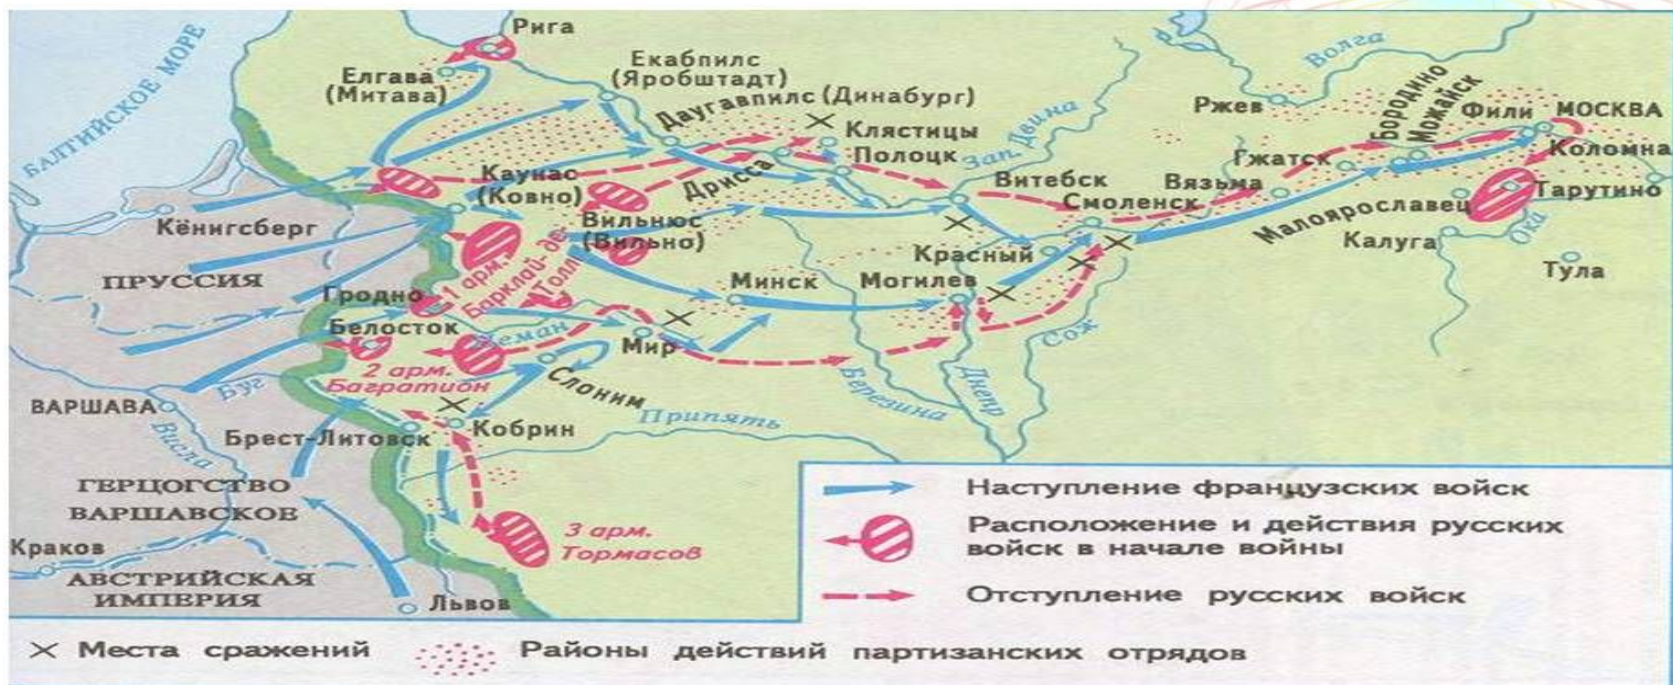 Рига
Екабпилс
(Яробштадт)
Елгава
(Митава)
БАЛТИЙСКОЕ МОРЕ
Даугавпилс (Динабург)
Клястицы
Полоцк
Зап. Двина
Ржев
Волга
Бородино
Можайск
Фили
МОСКВА
Коломна
Гжатск
Тарутино
Каунас
(Ковно)
Дрисса
Витебск
Вязьма
Смоленск
Малоярославец
Кёнигсберг
Вильнюс
(Вильно)
Калуга
Ока
Красный
Тула
ПРУССИЯ
1 арм.
Барклай-де-
Толли
Минск
Могилев
Гродно
Белосток
Неман
Мир
Сож
2 арм.
Багратион
Слоним
Березина
Днепр
Буг
ВАРШАВА
Висла
Припять
Брест-Литовск
Кобрин
ГЕРЦОГСТВО
ВАРШАВСКОЕ
3 арм.
Тормасов
Краков
АВСТРИЙСКАЯ
ИМПЕРИЯ
Львов
Наступление французских войск
Расположение и действия русских
войск в начале войны
Отступление русских войск
Места сражений
Районы действий партизанских отрядов